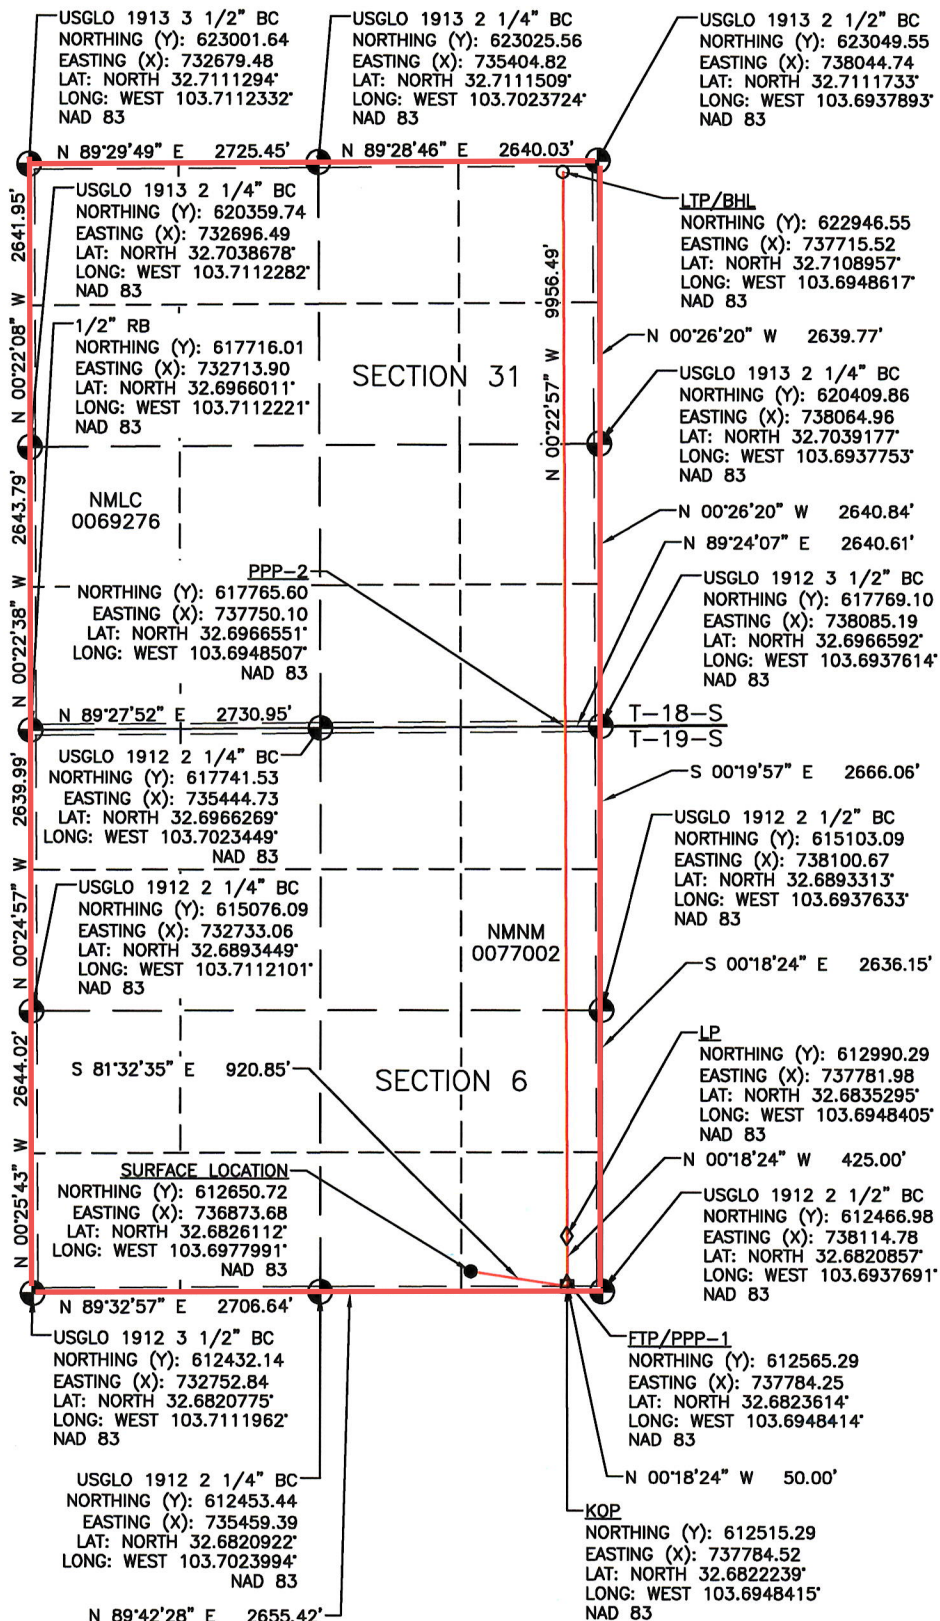 USGLO 1913 3 1/2" BC
NORTHING (Y): 623001.64
EASTING (X): 732679.48
LAT: NORTH 32.7111294°
LONG: WEST 103.7112332°
NAD 83
USGLO 1913 2 1/4" BC
NORTHING (Y): 623025.56
EASTING (X): 735404.82
LAT: NORTH 32.7111509°
LONG: WEST 103.7023724°
NAD 83
USGLO 1913 2 1/2" BC
NORTHING (Y): 623049.55
EASTING (X): 738044.74
LAT: NORTH 32.7111733°
LONG: WEST 103.6937893°
NAD 83
N 89°29'49" E 2725.45'
N 89°28'46" E 2640.03'
N 00°22'08" W 2641.95'
USGLO 1913 2 1/4" BC
NORTHING (Y): 620359.74
EASTING (X): 732696.49
LAT: NORTH 32.7038678°
LONG: WEST 103.7112282°
NAD 83
1/2" RB
NORTHING (Y): 617716.01
EASTING (X): 732713.90
LAT: NORTH 32.6966011°
LONG: WEST 103.7112221°
NAD 83
SECTION 31
N 00°22'57" W 9956.49'
LTP/BHL
NORTHING (Y): 622946.55
EASTING (X): 737715.52
LAT: NORTH 32.7108957°
LONG: WEST 103.6948617°
NAD 83
N 00°26'20" W 2639.77'
USGLO 1913 2 1/4" BC
NORTHING (Y): 620409.86
EASTING (X): 738064.96
LAT: NORTH 32.7039177°
LONG: WEST 103.6937753°
NAD 83
N 00°22'38" W 2643.79'
NMLC
0069276
N 00°26'20" W 2640.84'
N 89°24'07" E 2640.61'
PPP-2
NORTHING (Y): 617765.60
EASTING (X): 737750.10
LAT: NORTH 32.6966551°
LONG: WEST 103.6948507°
NAD 83
USGLO 1912 3 1/2" BC
NORTHING (Y): 617769.10
EASTING (X): 738085.19
LAT: NORTH 32.6966592°
LONG: WEST 103.6937614°
NAD 83
N 89°27'52" E 2730.95'
T-18-S
T-19-S
USGLO 1912 2 1/4" BC
NORTHING (Y): 617741.53
EASTING (X): 735444.73
LAT: NORTH 32.6966269°
LONG: WEST 103.7023449°
NAD 83
S 00°19'57" E 2666.06'
N 00°24'57" W 2639.99'
USGLO 1912 2 1/2" BC
NORTHING (Y): 615103.09
EASTING (X): 738100.67
LAT: NORTH 32.6893313°
LONG: WEST 103.6937633°
NAD 83
USGLO 1912 2 1/4" BC
NORTHING (Y): 615076.09
EASTING (X): 732733.06
LAT: NORTH 32.6893449°
LONG: WEST 103.7112101°
NAD 83
NMNM
0077002
S 00°18'24" E 2636.15'
N 00°25'43" W 2644.02'
S 81°32'35" E 920.85'
SECTION 6
LP
NORTHING (Y): 612990.29
EASTING (X): 737781.98
LAT: NORTH 32.6835295°
LONG: WEST 103.6948405°
NAD 83
SURFACE LOCATION
NORTHING (Y): 612650.72
EASTING (X): 736873.68
LAT: NORTH 32.6826112°
LONG: WEST 103.6977991°
NAD 83
N 00°18'24" W 425.00'
USGLO 1912 2 1/2" BC
NORTHING (Y): 612466.98
EASTING (X): 738114.78
LAT: NORTH 32.6820857°
LONG: WEST 103.6937691°
NAD 83
N 89°32'57" E 2706.64'
USGLO 1912 3 1/2" BC
NORTHING (Y): 612432.14
EASTING (X): 732752.84
LAT: NORTH 32.6820775°
LONG: WEST 103.7111962°
NAD 83
FTP/PPP-1
NORTHING (Y): 612565.29
EASTING (X): 737784.25
LAT: NORTH 32.6823614°
LONG: WEST 103.6948414°
NAD 83
N 00°18'24" W 50.00'
USGLO 1912 2 1/4" BC
NORTHING (Y): 612453.44
EASTING (X): 735459.39
LAT: NORTH 32.6820922°
LONG: WEST 103.7023994°
NAD 83
KOP
NORTHING (Y): 612515.29
EASTING (X): 737784.52
LAT: NORTH 32.6822239°
LONG: WEST 103.6948415°
NAD 83
N 89°42'28" E 2655.42'